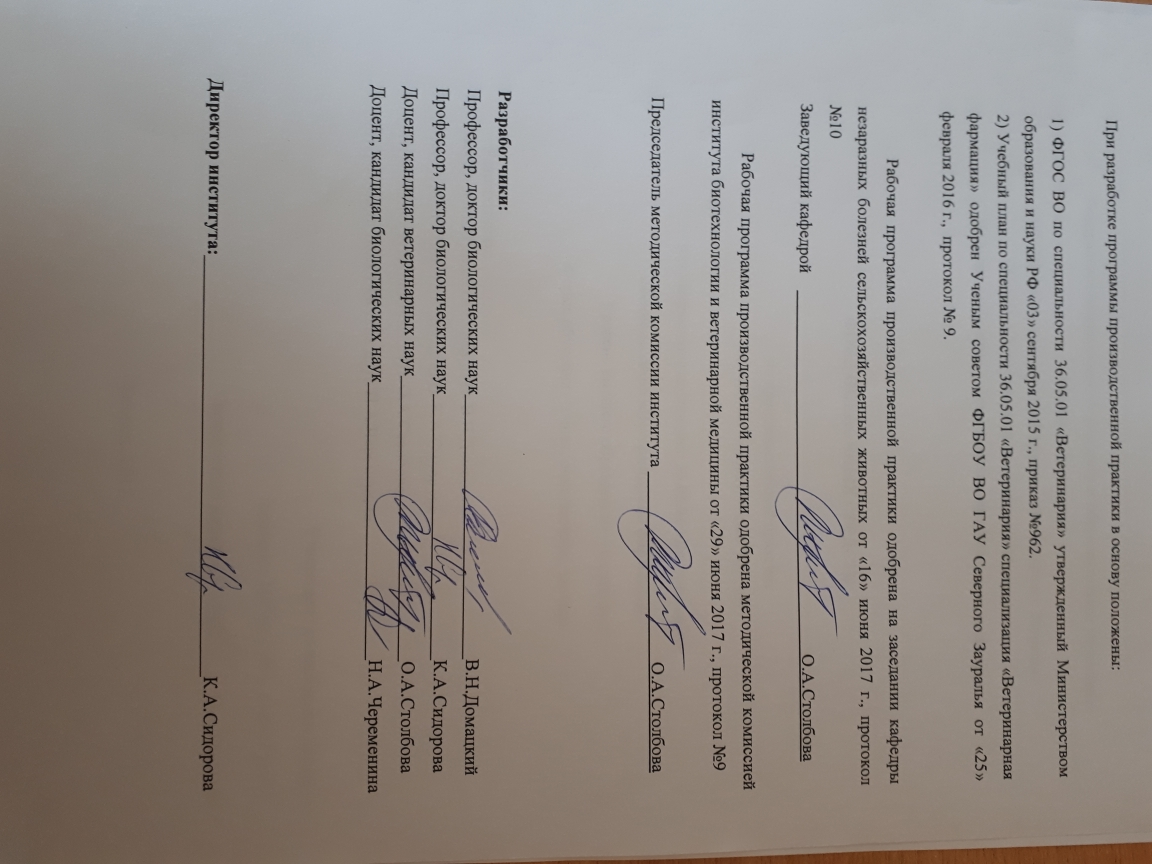 При разработке программы производственной практики в основу положены:
1) ФГОС ВО по специальности 36.05.01 «Ветеринария» утвержденный Министерством
образования и науки РФ «03» сентября 2015 г., приказ №962.
2) Учебный план по специальности 36.05.01 «Ветеринария» специализация «Ветеринарная
фармация» одобрен Ученым советом ФГБОУ ВО ГАУ Северного Зауралья от «25»
февраля 2016 г., протокол № 9.
Рабочая программа производственной практики одобрена на заседании кафедры
незаразных болезней сельскохозяйственных животных от «16» июня 2017 г., протокол
№10
Заведующий кафедрой О.А.Столбова
Рабочая программа производственной практики одобрена методической комиссией
института биотехнологии и ветеринарной медицины от «29» июня 2017 г., протокол №9
Председатель методической комиссии института О.А.Столбова
Разработчики:
Профессор, доктор биологических наук В.Н.Домацкий
Профессор, доктор биологических наук К.А.Сидорова
Доцент, кандидат ветеринарных наук О.А.Столбова
Доцент, кандидат биологических наук Н.А.Череменина
Директор института: К.А.Сидорова